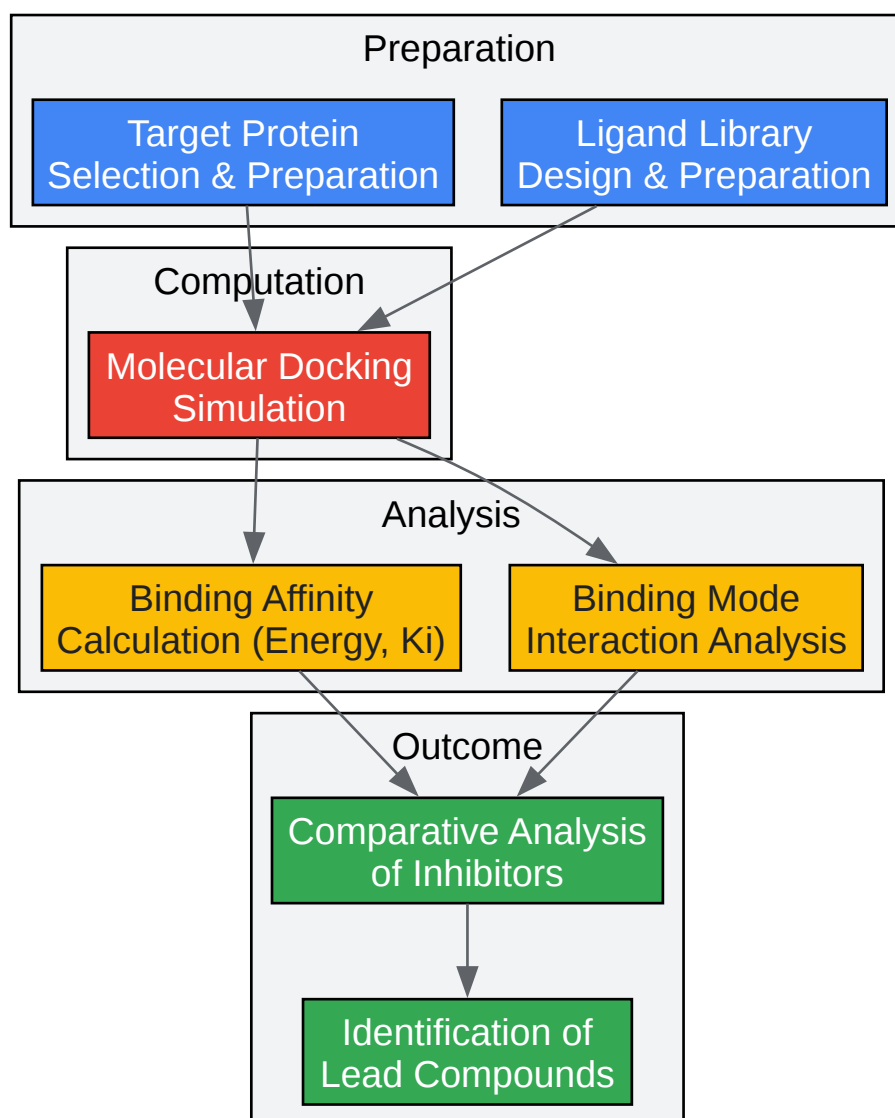 Preparation
Target Protein
Selection & Preparation
Ligand Library
Design & Preparation
Computation
Molecular Docking
Simulation
Analysis
Binding Affinity
Calculation (Energy, Ki)
Binding Mode
Interaction Analysis
Outcome
Comparative Analysis
of Inhibitors
Identification of
Lead Compounds